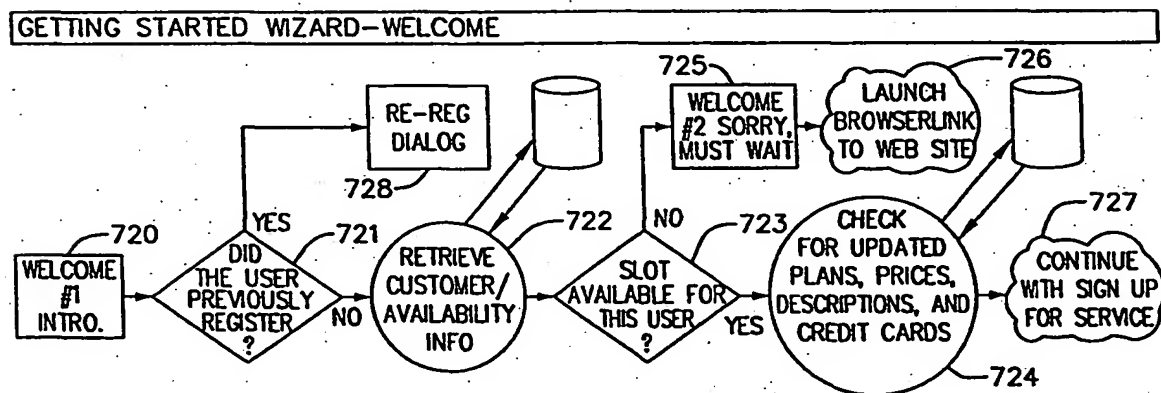 GETTING STARTED WIZARD-WELCOME
720
WELCOME
#1
INTRO.
721
DID
THE USER
PREVIOUSLY
REGISTER
?
YES
NO
RE-REG
DIALOG
728
722
RETRIEVE
CUSTOMER/
AVAILABILITY
INFO
723
SLOT
AVAILABLE FOR
THIS USER
?
NO
YES
725
WELCOME
#2 SORRY,
MUST WAIT
726
LAUNCH
BROWSERLINK
TO WEB SITE
CHECK
FOR UPDATED
PLANS, PRICES,
DESCRIPTIONS, AND
CREDIT CARDS
724
727
CONTINUE
WITH SIGN UP
FOR SERVICE